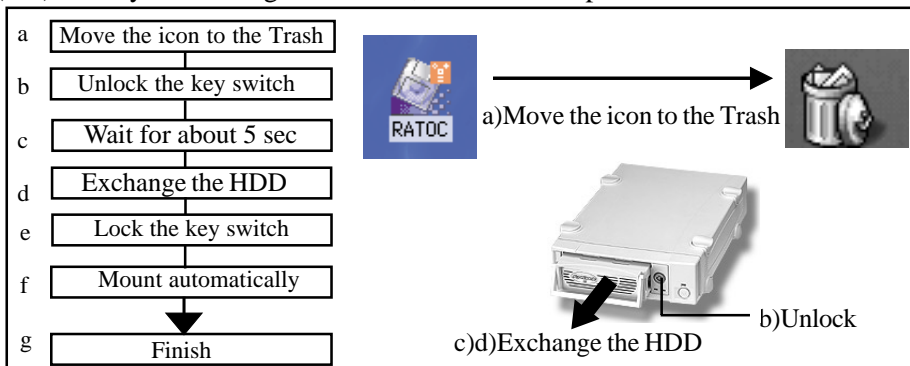 a Move the icon to the Trash
b Unlock the key switch
c Wait for about 5 sec
d Exchange the HDD
e Lock the key switch
f Mount automatically
g Finish
RATOC
a)Move the icon to the Trash
b)Unlock
c)d)Exchange the HDD